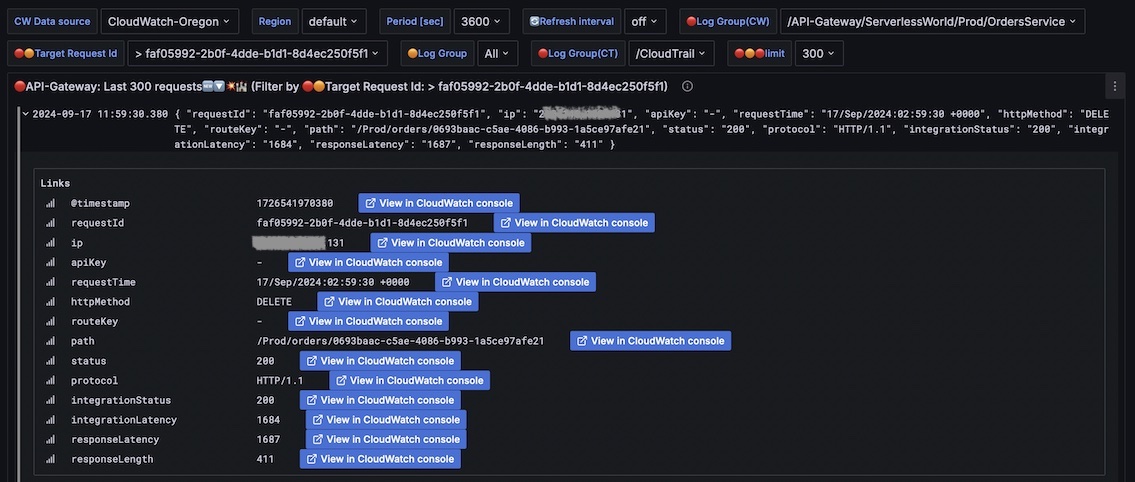 CW Data source CloudWatch-Oregon Region default Period [sec] 3600 Refresh interval off Log Group(CW) /API-Gateway/ServerlessWorld/Prod/OrdersService
Target Request Id > faf05992-2b0f-4dde-b1d1-8d4ec250f5f1 Log Group All Log Group(CT) /CloudTrail limit 300
API-Gateway: Last 300 requests (Filter by Target Request Id: > faf05992-2b0f-4dde-b1d1-8d4ec250f5f1)
2024-09-17 11:59:30.380 { "requestId": "faf05992-2b0f-4dde-b1d1-8d4ec250f5f1", "ip": "", "apiKey": "-", "requestTime": "17/Sep/2024:02:59:30 +0000", "httpMethod": "DELE
TE", "routeKey": "-", "path": "/Prod/orders/0693baac-c5ae-4086-b993-1a5ce97afe21", "status": "200", "protocol": "HTTP/1.1", "integrationStatus": "200", "integr
ationLatency": "1684", "responseLatency": "1687", "responseLength": "411" }
Links
@timestamp 1726541970380 View in CloudWatch console
requestId faf05992-2b0f-4dde-b1d1-8d4ec250f5f1 View in CloudWatch console
ip 131 View in CloudWatch console
apiKey - View in CloudWatch console
requestTime 17/Sep/2024:02:59:30 +0000 View in CloudWatch console
httpMethod DELETE View in CloudWatch console
routeKey - View in CloudWatch console
path /Prod/orders/0693baac-c5ae-4086-b993-1a5ce97afe21 View in CloudWatch console
status 200 View in CloudWatch console
protocol HTTP/1.1 View in CloudWatch console
integrationStatus 200 View in CloudWatch console
integrationLatency 1684 View in CloudWatch console
responseLatency 1687 View in CloudWatch console
responseLength 411 View in CloudWatch console